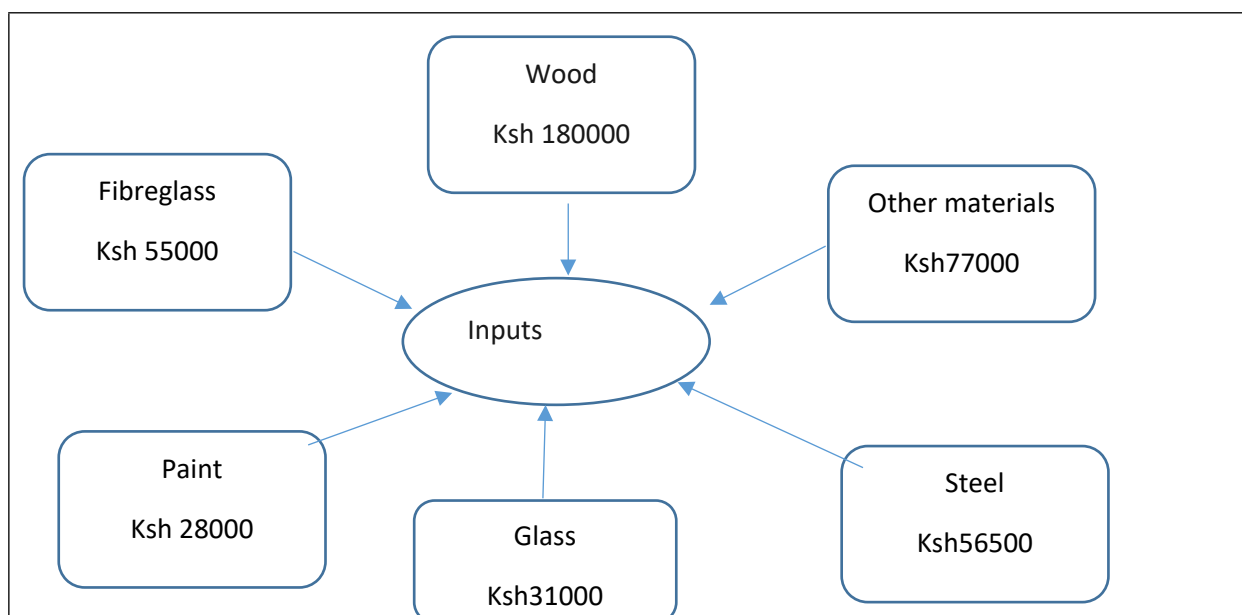 Wood
Ksh 180000
Fibreglass
Ksh 55000
Other materials
Ksh77000
Inputs
Paint
Ksh 28000
Glass
Ksh31000
Steel
Ksh56500